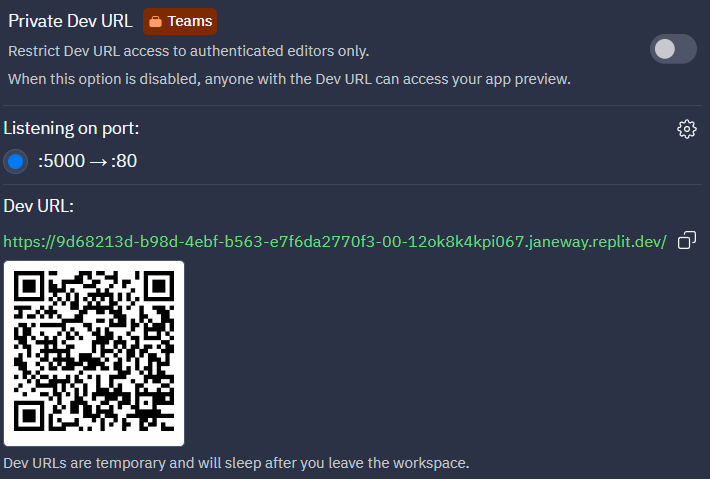 Private Dev URL Teams
Restrict Dev URL access to authenticated editors only.
When this option is disabled, anyone with the Dev URL can access your app preview.
Listening on port:
:5000 → :80
Dev URL:
https://9d68213d-b98d-4ebf-b563-e7f6da2770f3-00-12ok8k4kpi067.janeway.replit.dev/
Dev URLs are temporary and will sleep after you leave the workspace.